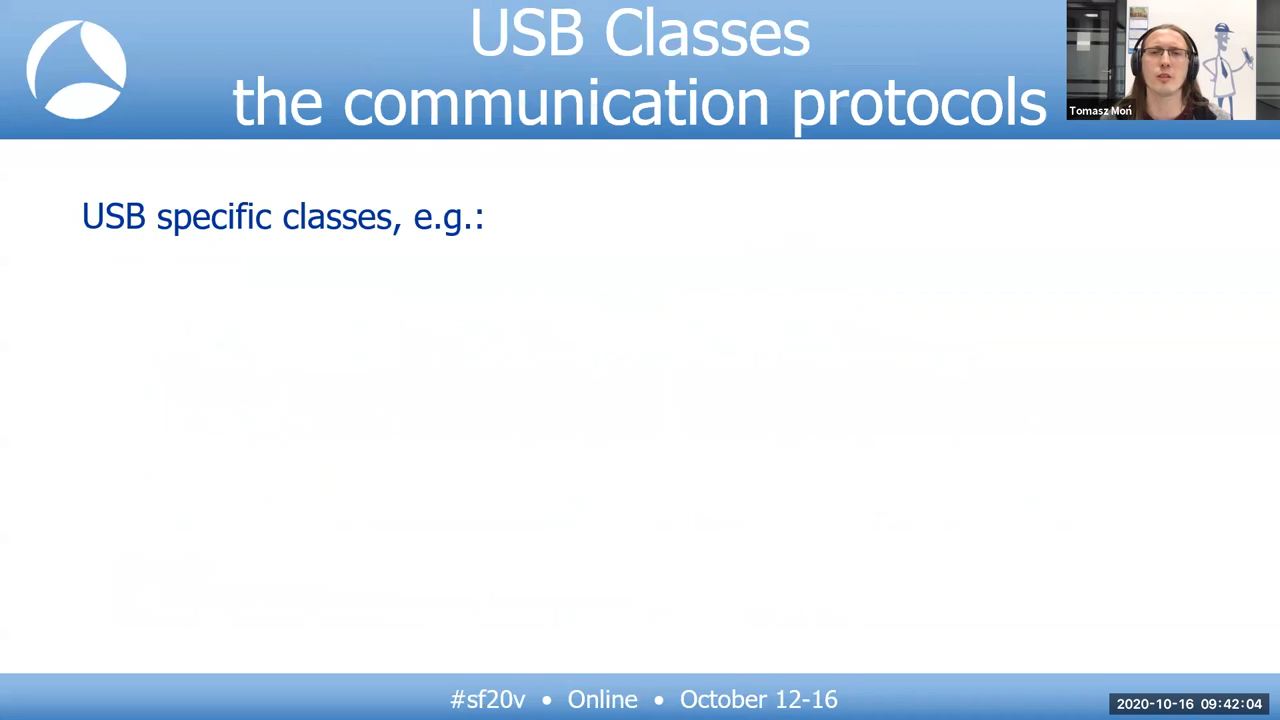 USB Classes
the communication protocols
Tomasz Moń
USB specific classes, e.g.:
#sf20v • Online • October 12-16
2020-10-16 09:42:04